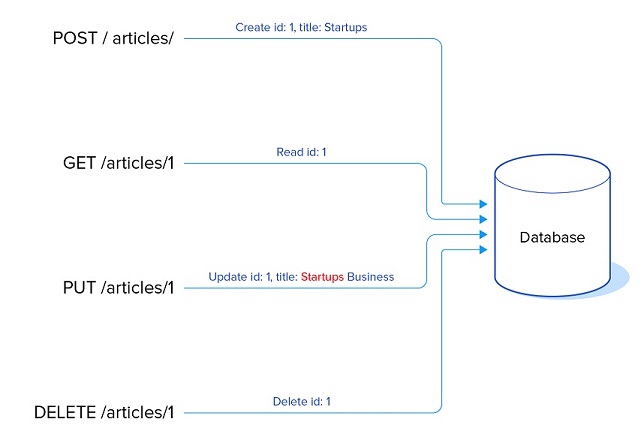 POST / articles/
Create id: 1, title: Startups
GET /articles/1
Read id: 1
Database
PUT /articles/1
Update id: 1, title: Startups Business
DELETE /articles/1
Delete id: 1